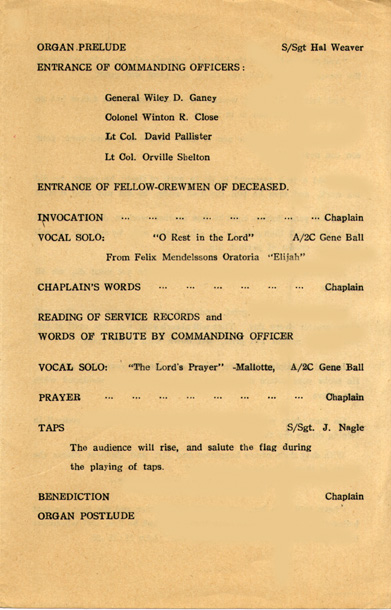 ORGAN PRELUDE S/Sgt Hal Weaver
ENTRANCE OF COMMANDING OFFICERS:
General Wiley D. Ganey
Colonel Winton R. Close
Lt Col. David Pallister
Lt Col. Orville Shelton
ENTRANCE OF FELLOW-CREWMEN OF DECEASED.
INVOCATION ... ... ... ... ... ... ... ... Chaplain
VOCAL SOLO: "O Rest in the Lord" A/2C Gene Ball
From Felix Mendelssons Oratoria "Elijah"
CHAPLAIN'S WORDS ... ... ... ... ... ... Chaplain
READING OF SERVICE RECORDS and
WORDS OF TRIBUTE BY COMMANDING OFFICER
VOCAL SOLO: "The Lord's Prayer" -Mallotte, A/2C Gene Ball
PRAYER ... ... ... ... ... ... ... ... Chaplain
TAPS S/Sgt. J. Nagle
The audience will rise, and salute the flag during
the playing of taps.
BENEDICTION Chaplain
ORGAN POSTLUDE